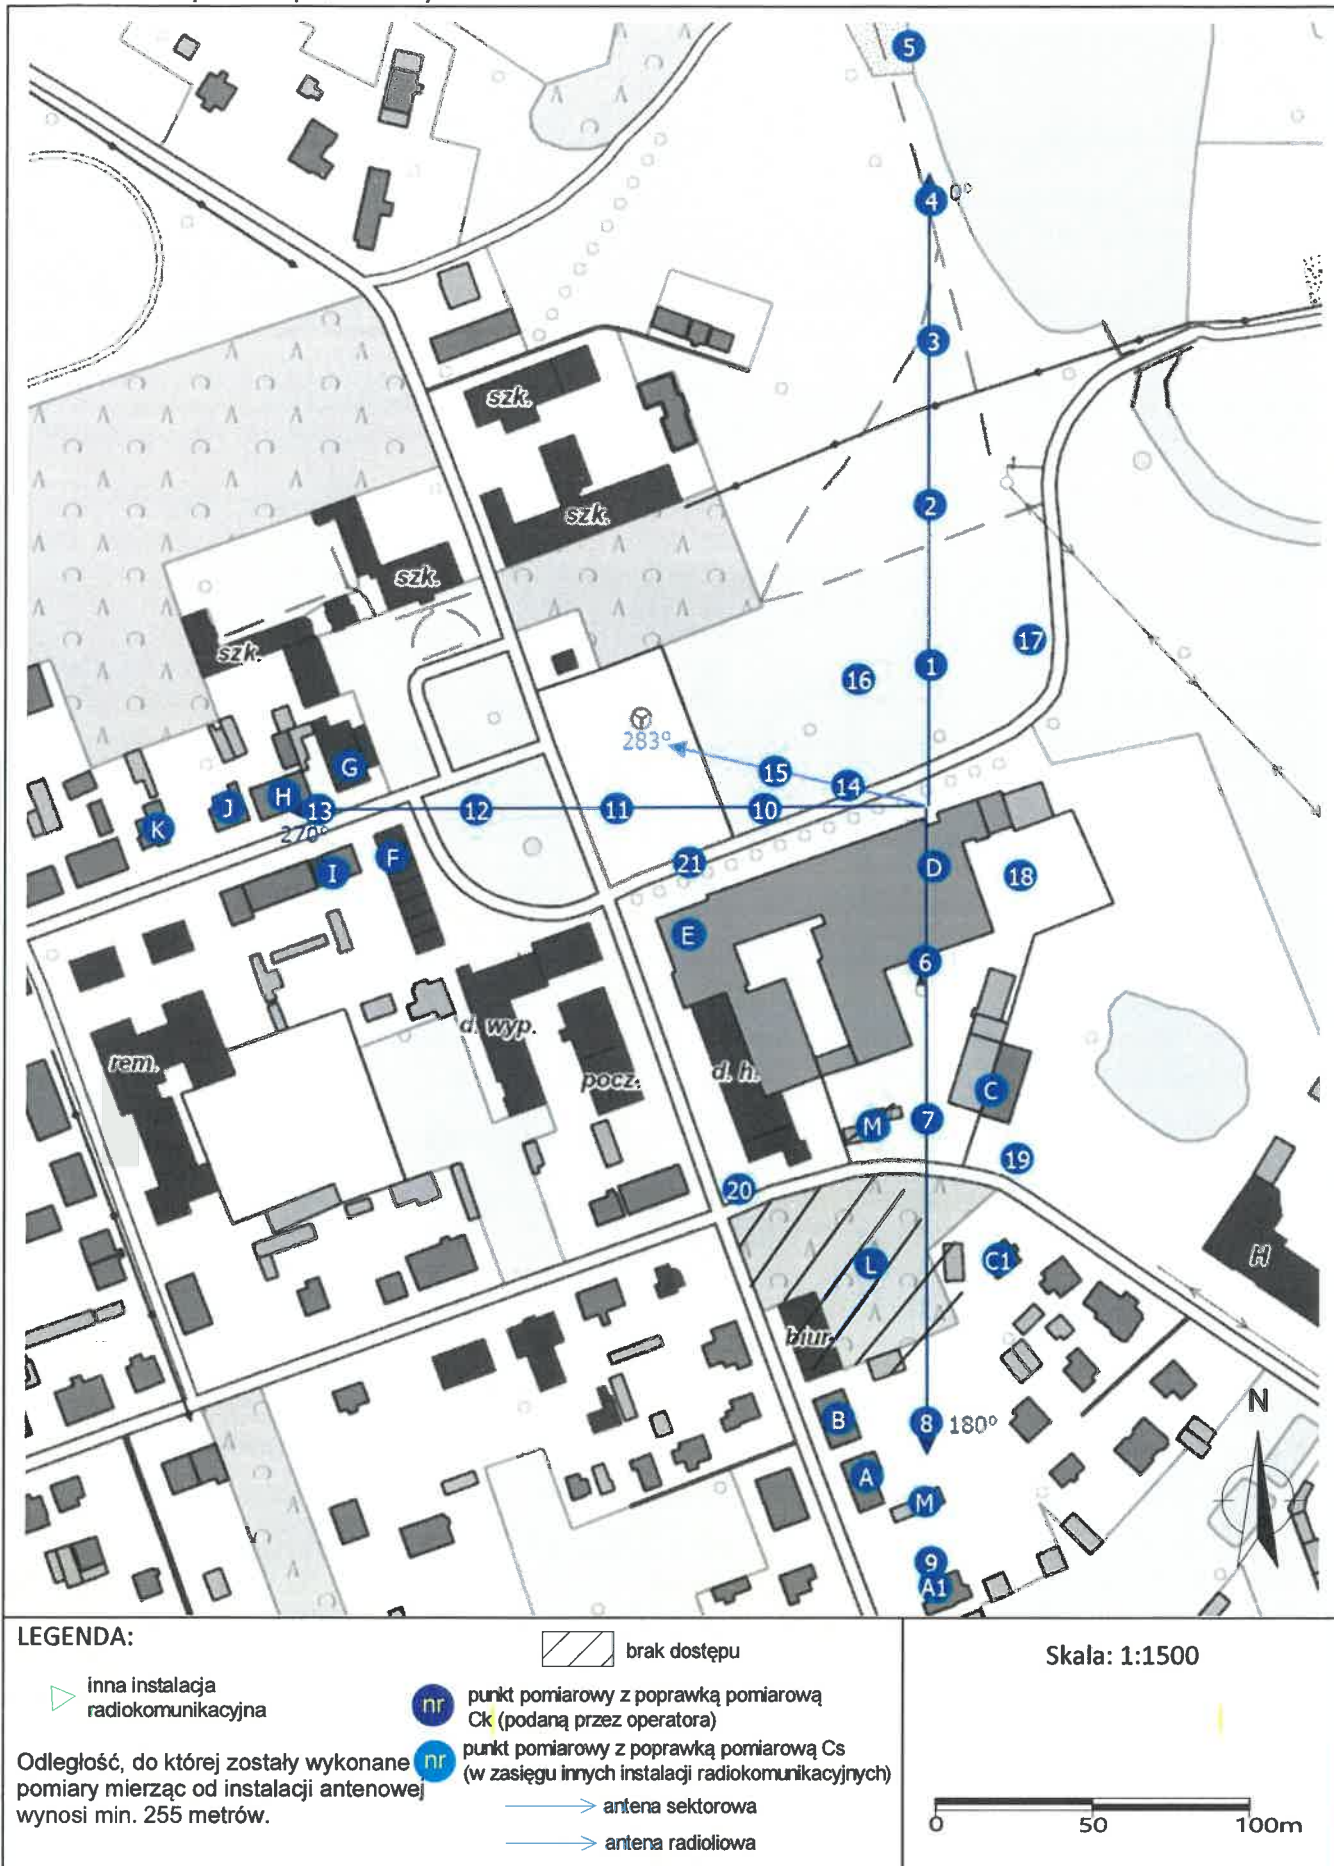 5
4 0°
3
szk.
2
szk.
szk.
17
szk.
1
16
283°
15
G
14
H
J
13
12
11
10
K
270°
F
21
D
I
18
E
6
d. wyp.
rem.
pocz.
d. h.
C
7
M
19
20
L
C1
H
biur.
N
B
8 180°
A
M
9
A1
LEGENDA:
brak dostępu
Skala: 1:1500
inna instalacja
radiokomunikacyjna
nr
punkt pomiarowy z poprawką pomiarową
Ck (podaną przez operatora)
Odległość, do której zostały wykonane
pomiary mierząc od instalacji antenowej
wynosi min. 255 metrów.
nr
punkt pomiarowy z poprawką pomiarową Cs
(w zasięgu innych instalacji radiokomunikacyjnych)
antena sektorowa
antena radioliowa
0 50 100m